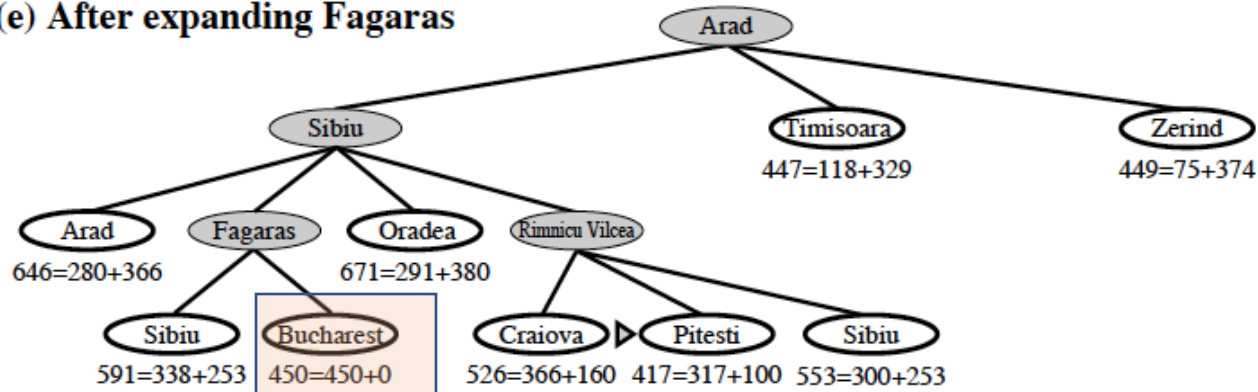 (e) After expanding Fagaras
Arad
Sibiu
Timisoara
Zerind
447=118+329
449=75+374
Arad
Fagaras
Oradea
Rimnicu Vilcea
646=280+366
671=291+380
Sibiu
Bucharest
Craiova
Pitesti
Sibiu
591=338+253
450=450+0
526=366+160
417=317+100
553=300+253